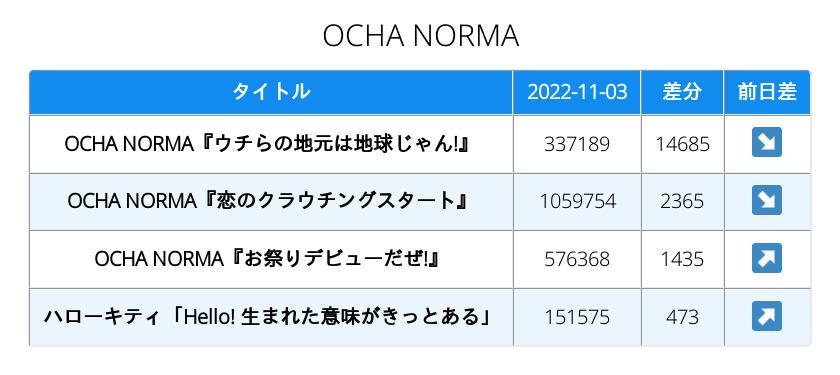 OCHA NORMA
タイトル 2022-11-03 差分 前日差
OCHA NORMA『ウチらの地元は地球じゃん!』 337189 14685 ↘
OCHA NORMA『恋のクラウチングスタート』 1059754 2365 ↘
OCHA NORMA『お祭りデビューだぜ!』 576368 1435 ↗
ハローキティ「Hello! 生まれた意味がきっとある」 151575 473 ↗